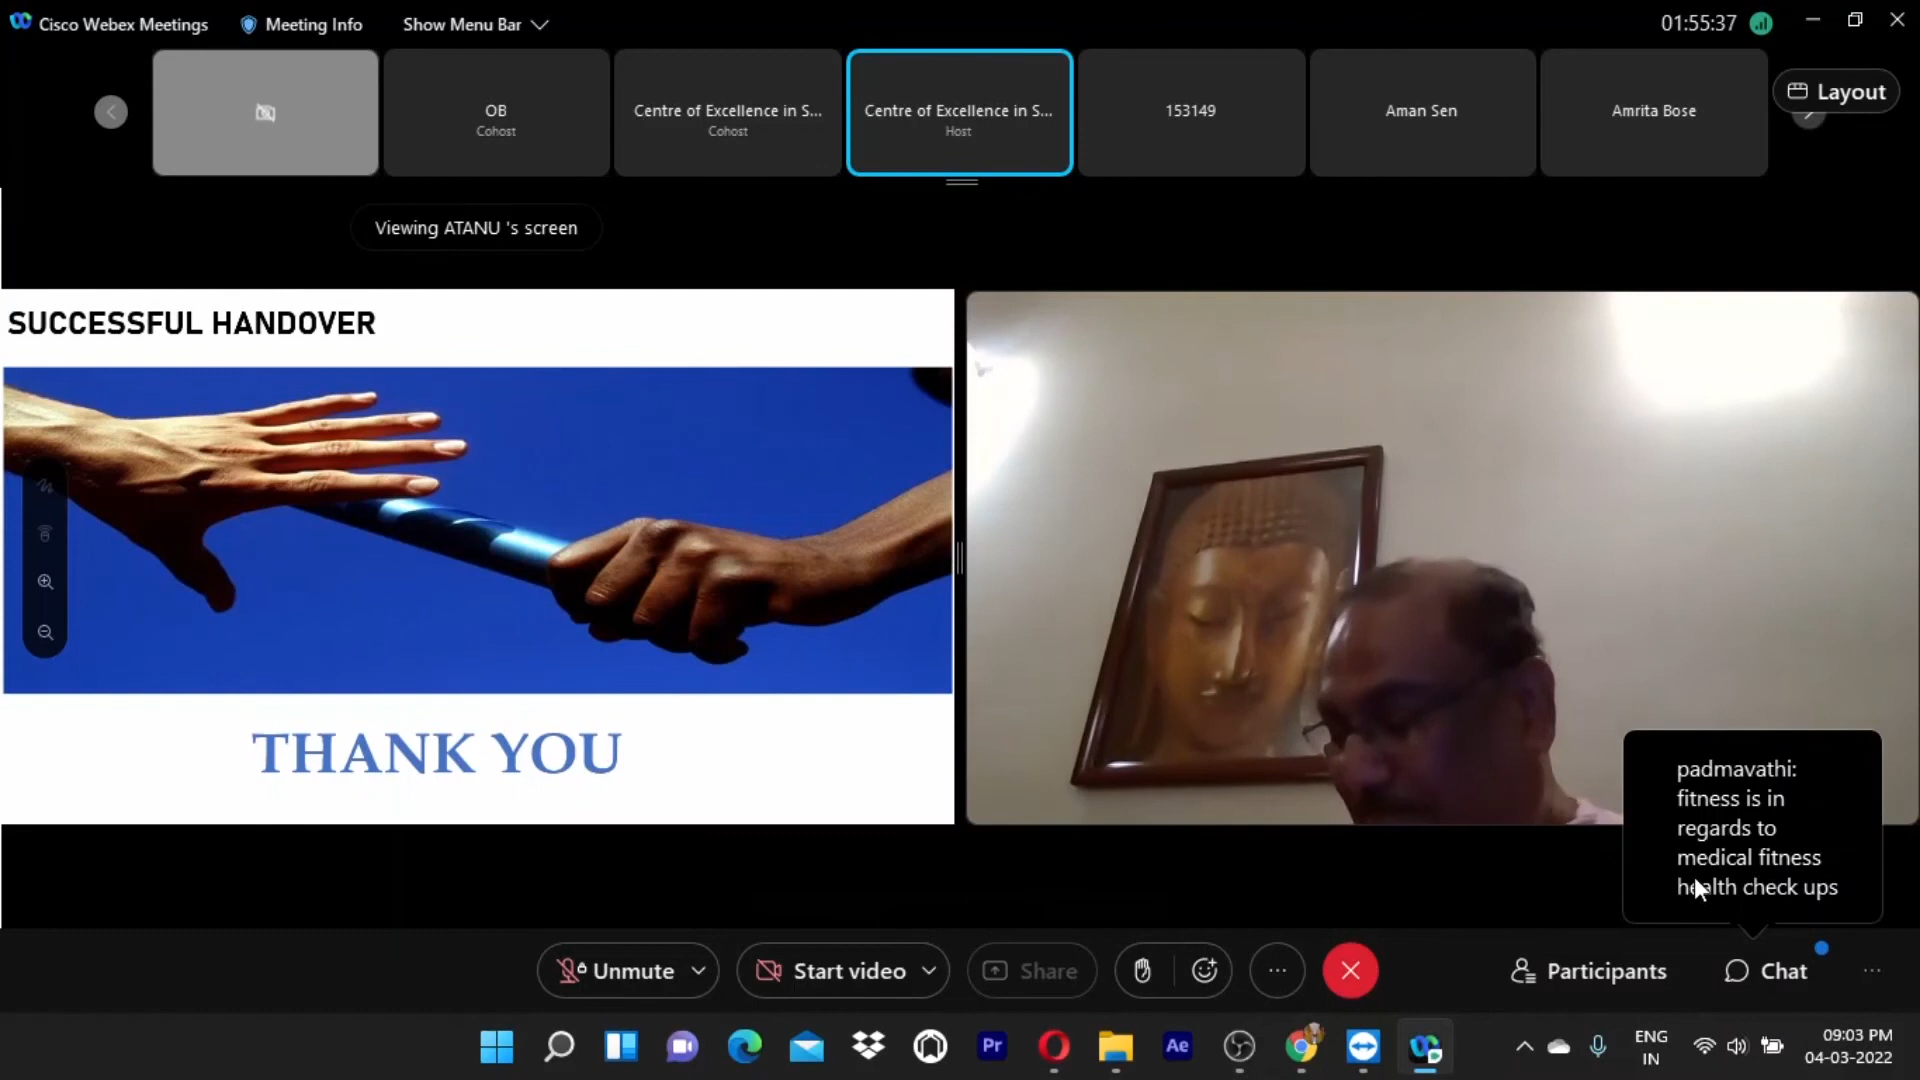 Cisco Webex Meetings
Meeting Info
Show Menu Bar
01:55:37
OB
Cohost
Centre of Excellence in S...
Cohost
Centre of Excellence in S...
Host
153149
Aman Sen
Amrita Bose
Layout
Viewing ATANU 's screen
SUCCESSFUL HANDOVER
THANK YOU
padmavathi:
fitness is in
regards to
medical fitness
health check ups
Unmute
Start video
Share
Participants
Chat
Pr
Ae
ENG
IN
09:03 PM
04-03-2022